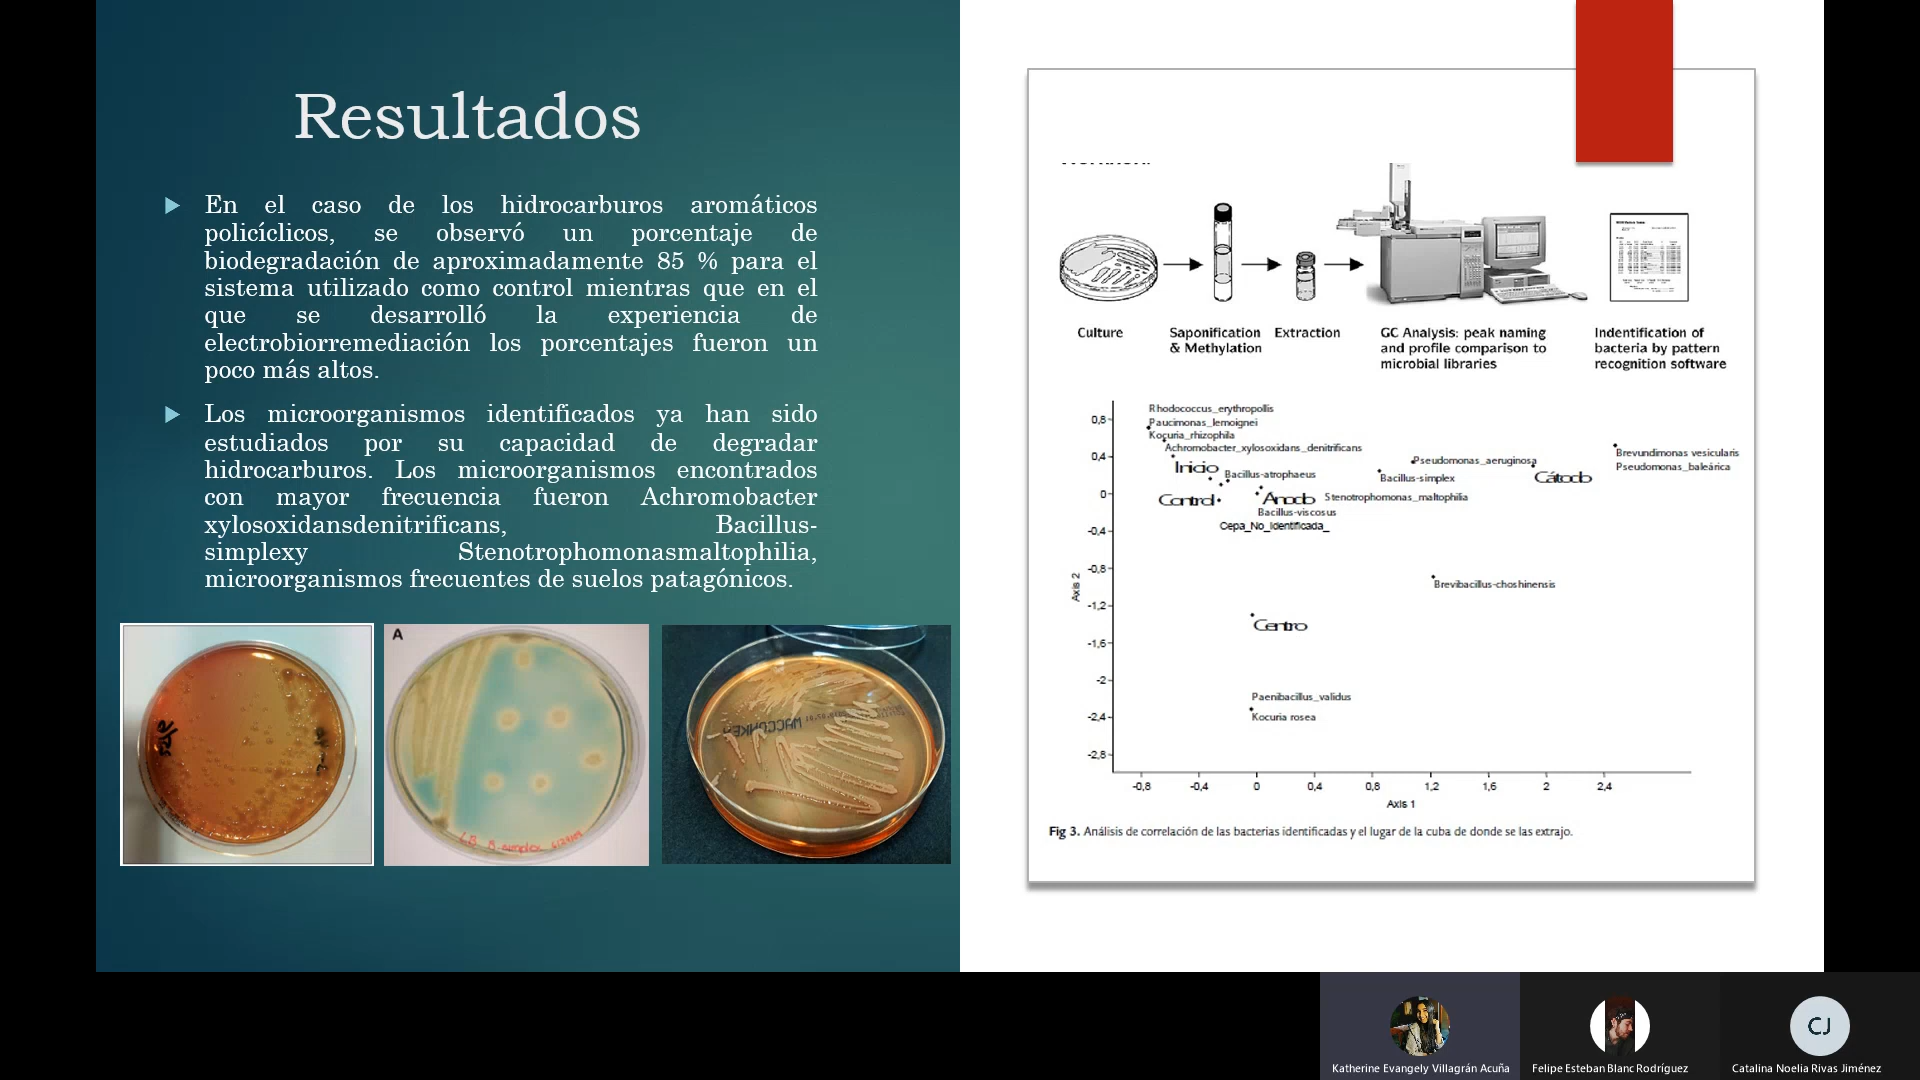 Resultados
En el caso de los hidrocarburos aromáticos
policíclicos, se observó un porcentaje de
biodegradación de aproximadamente 85 % para el
sistema utilizado como control mientras que en el
que se desarrolló la experiencia de
electrobiorremediación los porcentajes fueron un
poco más altos.
Los microorganismos identificados ya han sido
estudiados por su capacidad de degradar
hidrocarburos. Los microorganismos encontrados
con mayor frecuencia fueron Achromobacter
xylosoxidansdenitrificans, Bacillus-
simplexy Stenotrophomonasmaltophilia,
microorganismos frecuentes de suelos patagónicos.
A
Culture
Saponification
& Methylation
Extraction
GC Analysis: peak naming
and profile comparison to
microbial libraries
Indentification of
bacteria by pattern
recognition software
Rhodococcus_erythropollis
Paucimonas_lemoignei
Kocuria_rhizophila
Achromobacter_xylosoxidans_denitrificans
Inicio
Bacillus-atrophaeus
Control
Anodo
Bacillus-viscosus
Cepa_No_Identificada_
Pseudomonas_aeruginosa
Bacillus-simplex
Cátodo
Stenotrophomonas_maltophilia
Brevundimonas vesicularis
Pseudomonas_baleárica
Brevibacillus-choshinensis
Centro
Paenibacillus_validus
Kocuria rosea
0,8
0,4
0
-0,4
-0,8
-1,2
-1,6
-2
-2,4
-2,8
Axis 2
-0,8 -0,4 0 0,4 0,8 1,2 1,6 2 2,4
Axis 1
Fig 3. Análisis de correlación de las bacterias identificadas y el lugar de la cuba de donde se las extrajo.
CJ
Katherine Evangely Villagrán Acuña
Felipe Esteban Blanc Rodríguez
Catalina Noelia Rivas Jiménez